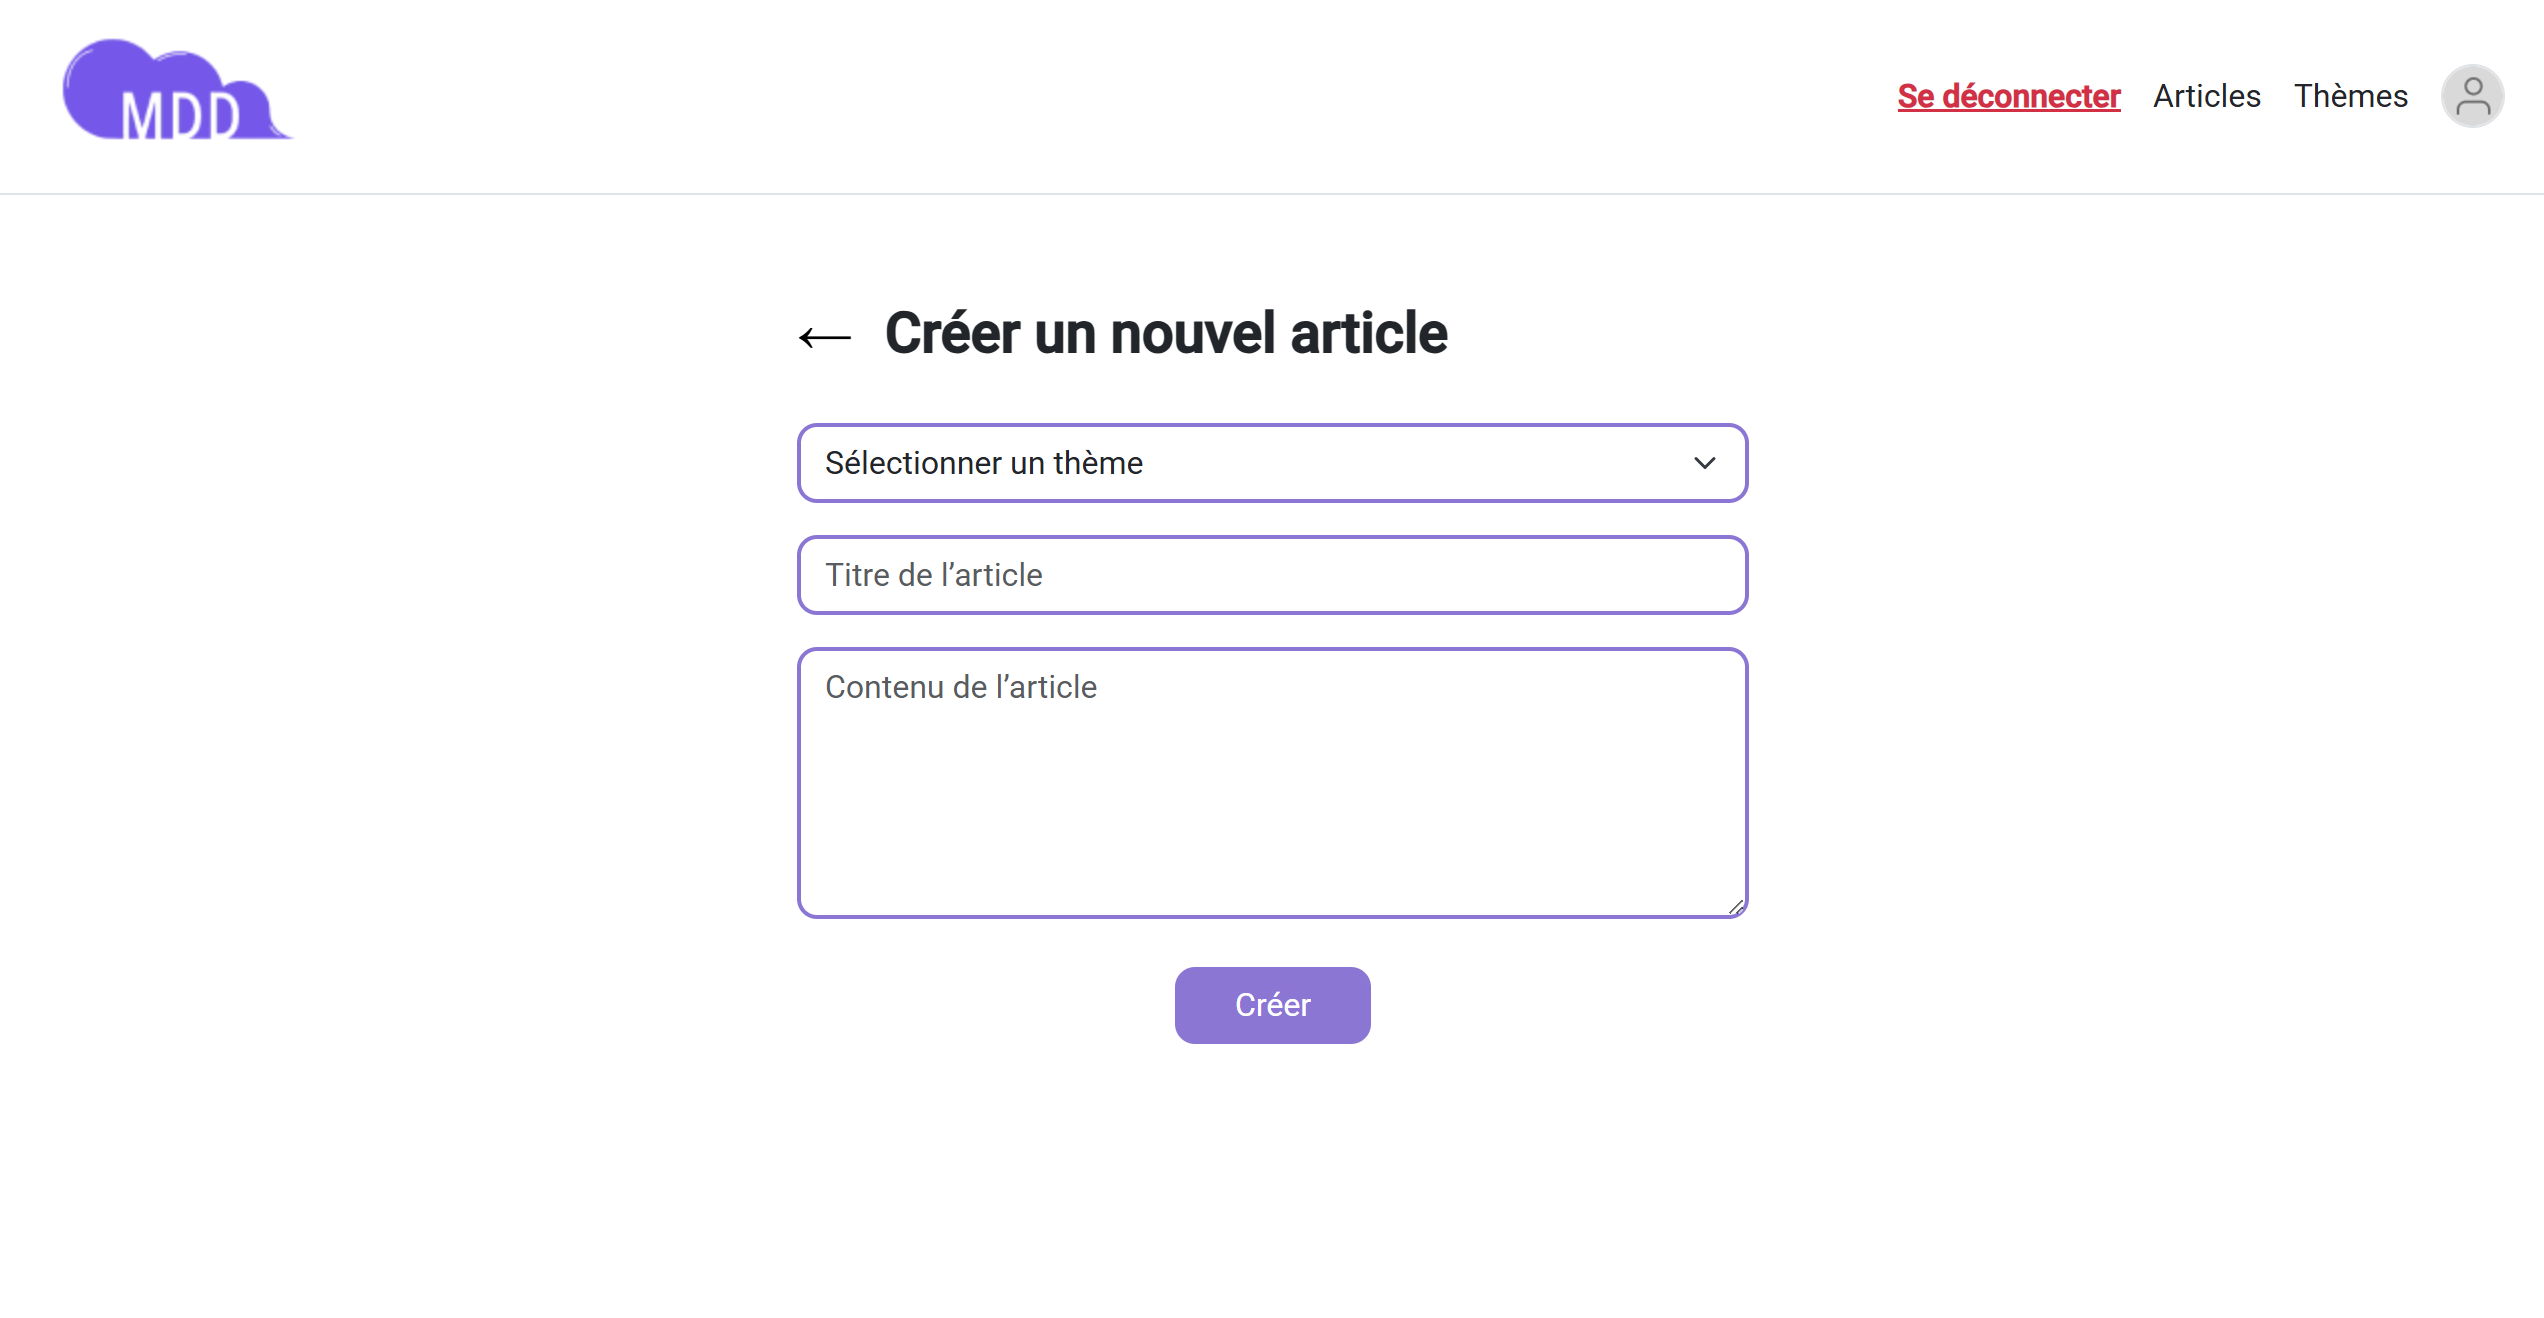 MDD
Se déconnecter Articles Thèmes
← Créer un nouvel article
Sélectionner un thème
Titre de l’article
Contenu de l’article
Créer